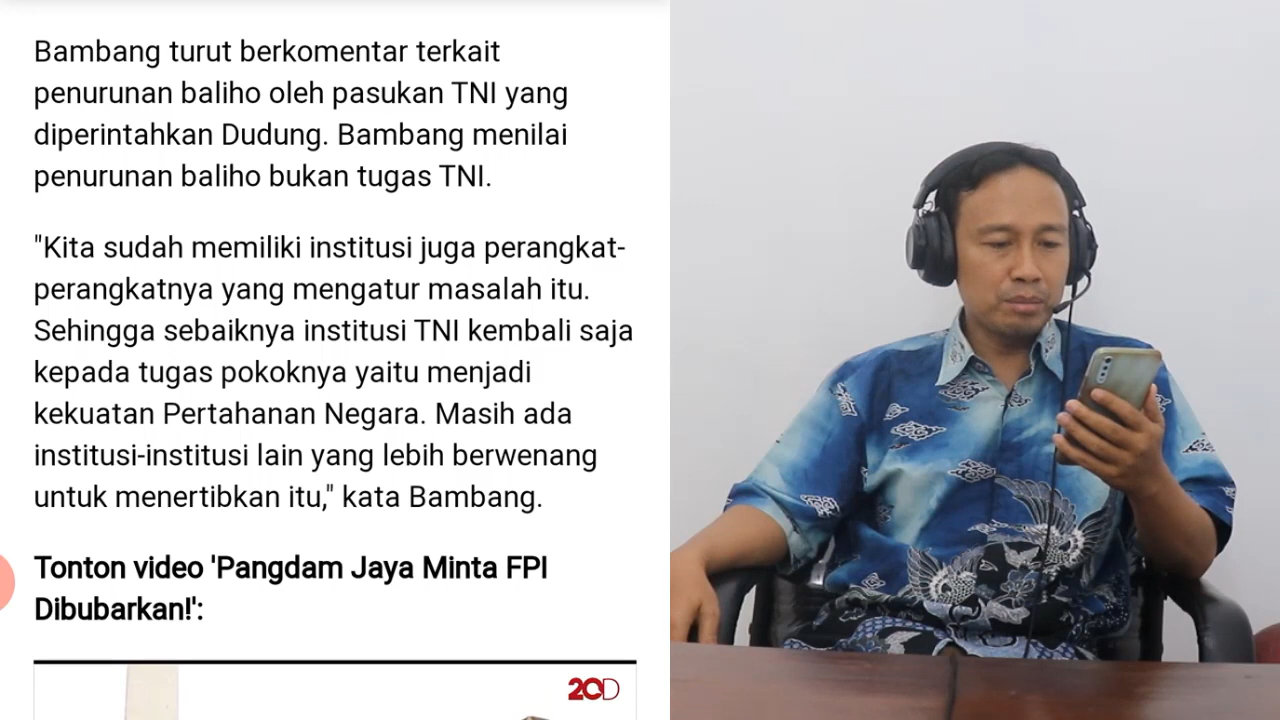 Bambang turut berkomentar terkait
penurunan baliho oleh pasukan TNI yang
diperintahkan Dudung. Bambang menilai
penurunan baliho bukan tugas TNI.
"Kita sudah memiliki institusi juga perangkat-
perangkatnya yang mengatur masalah itu.
Sehingga sebaiknya institusi TNI kembali saja
kepada tugas pokoknya yaitu menjadi
kekuatan Pertahanan Negara. Masih ada
institusi-institusi lain yang lebih berwenang
untuk menertibkan itu," kata Bambang.
Tonton video 'Pangdam Jaya Minta FPI
Dibubarkan!':
20D